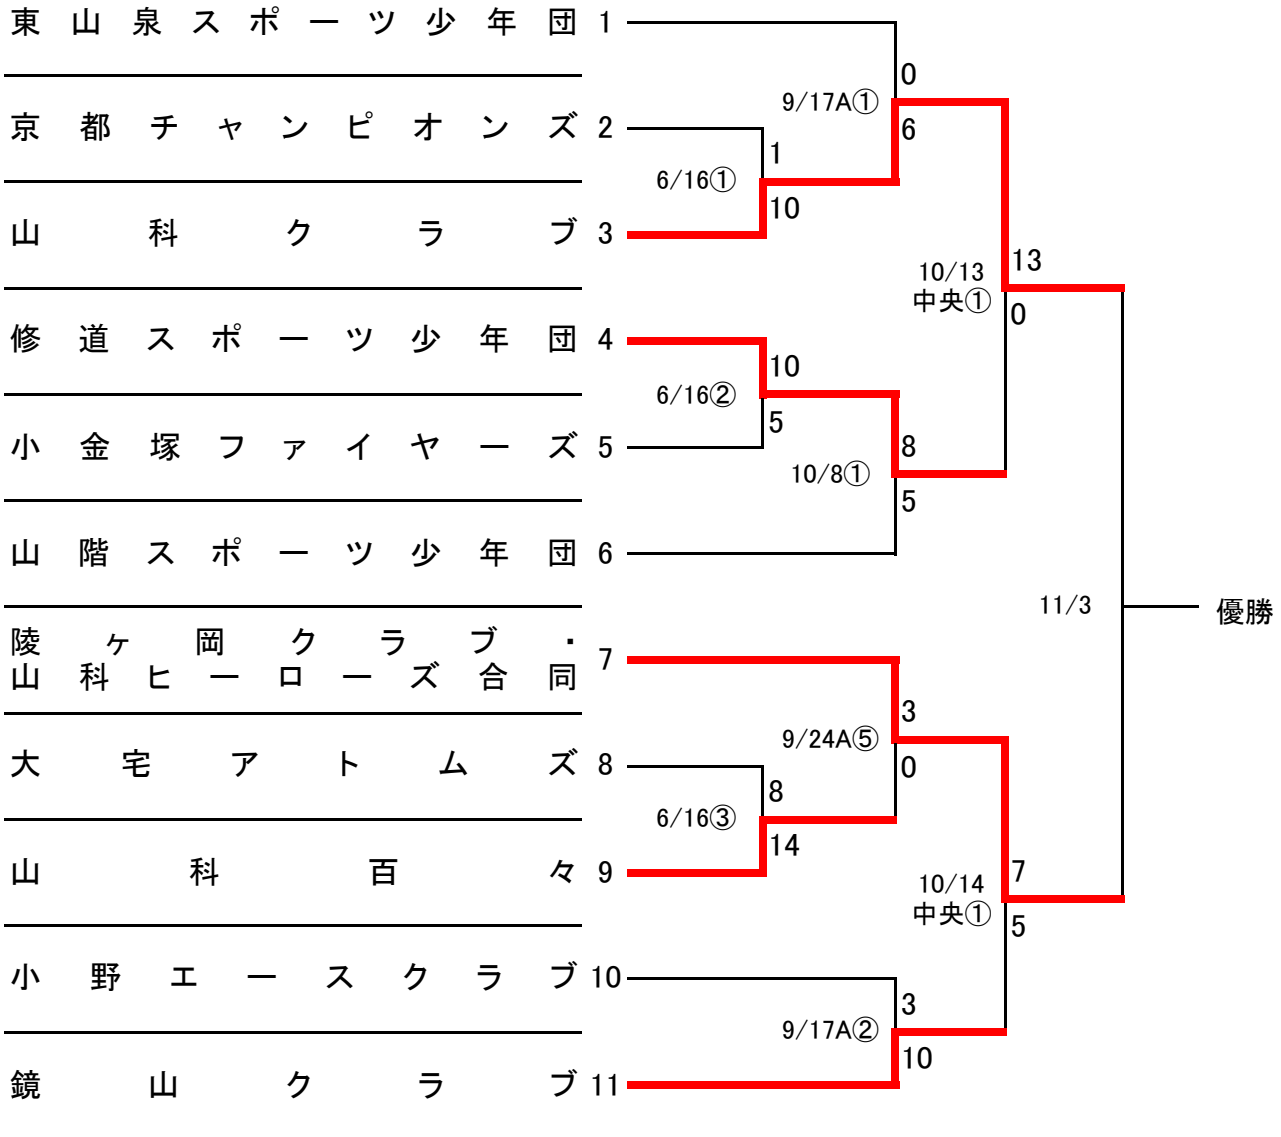 東山泉スポーツ少年団 1
0
9/17A①
京都チャンピオンズ 2
6
1
6/16①
10
山科クラブ 3
13
10/13
中央①
0
修道スポーツ少年団 4
10
6/16②
5
小金塚ファイヤーズ 5
8
10/8①
5
山階スポーツ少年団 6
11/3
優勝
陵ヶ岡クラブ・
山科ヒーローズ合同
7
3
9/24A⑤
0
大宅アトムズ 8
8
6/16③
14
山科百々 9
7
10/14
中央①
5
小野エースクラブ 10
3
9/17A②
10
鏡山クラブ 11